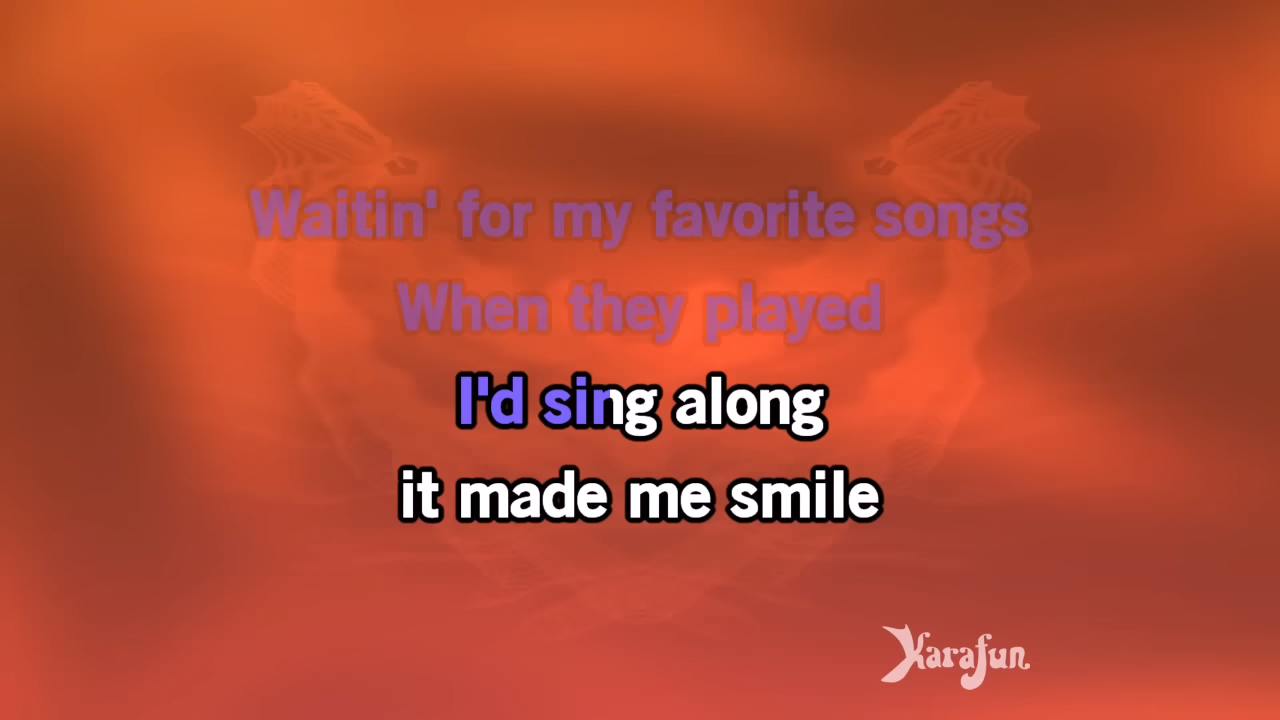 Waitin' for my favorite songs
When they played
I'd sing along
it made me smile
Karafun